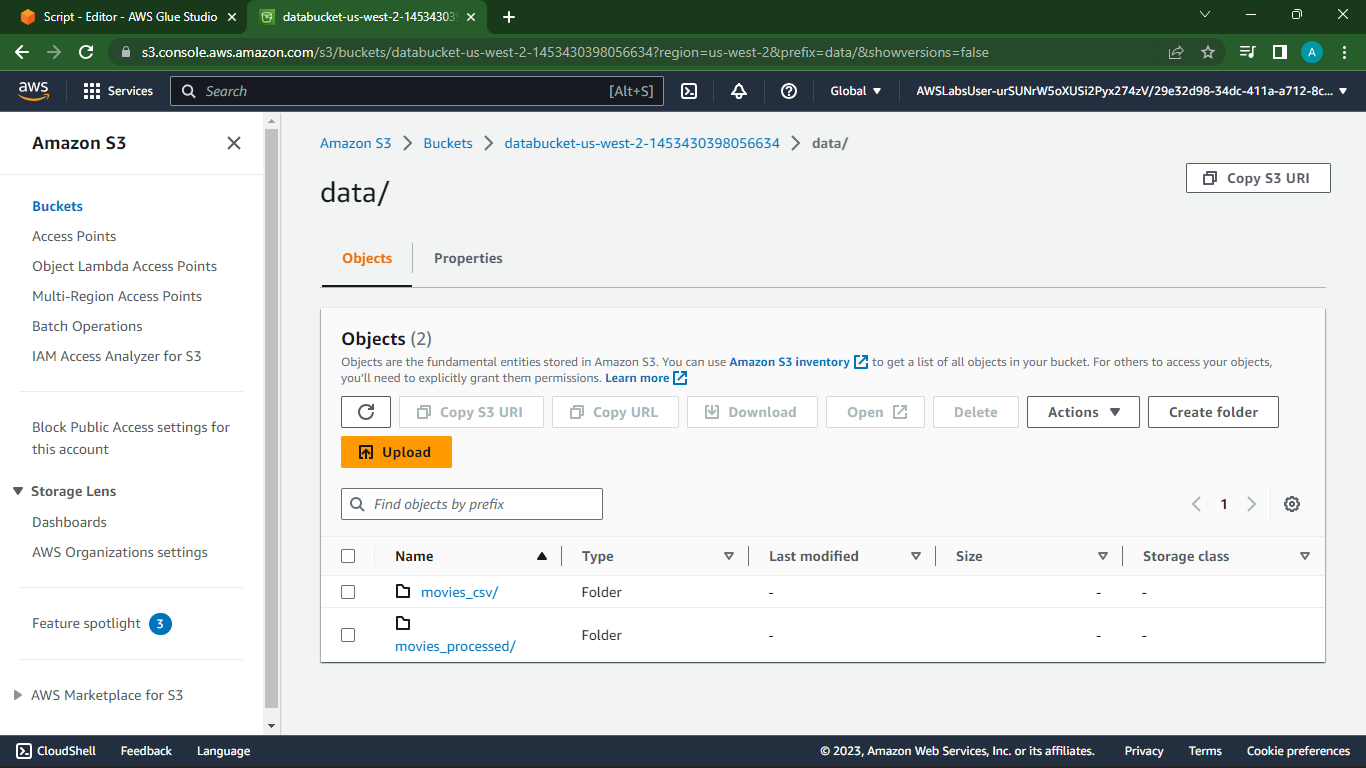 Script - Editor - AWS Glue Studio
databucket-us-west-2-14534303
s3.console.aws.amazon.com/s3/buckets/databucket-us-west-2-1453430398056634?region=us-west-2&prefix=data/&showversions=false
A
aws
Services
Search
[Alt+S]
Global
AWSLabsUser-urSUNrW5oXUSi2Pyx274zV/29e32d98-34dc-411a-a712-8c...
Amazon S3
Buckets
Access Points
Object Lambda Access Points
Multi-Region Access Points
Batch Operations
IAM Access Analyzer for S3
Block Public Access settings for
this account
Storage Lens
Dashboards
AWS Organizations settings
Feature spotlight 3
AWS Marketplace for S3
Amazon S3 > Buckets > databucket-us-west-2-1453430398056634 > data/
data/
Copy S3 URI
Objects
Properties
Objects (2)
Objects are the fundamental entities stored in Amazon S3. You can use Amazon S3 inventory to get a list of all objects in your bucket. For others to access your objects,
you'll need to explicitly grant them permissions. Learn more
Copy S3 URI
Copy URL
Download
Open
Delete
Actions
Create folder
Upload
Find objects by prefix
1
Name Type Last modified Size Storage class
movies_csv/ Folder - - -
movies_processed/ Folder - - -
CloudShell
Feedback
Language
© 2023, Amazon Web Services, Inc. or its affiliates.
Privacy
Terms
Cookie preferences